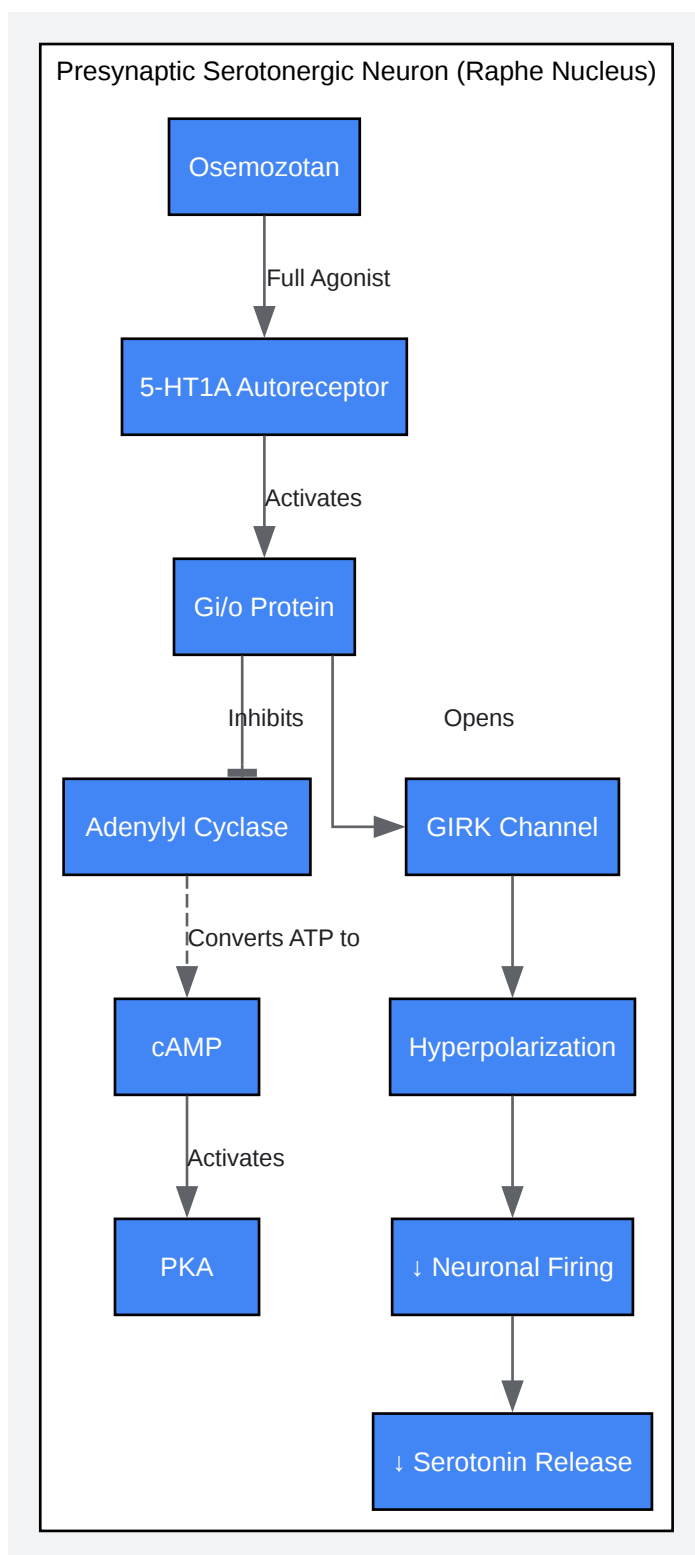 Presynaptic Serotonergic Neuron (Raphe Nucleus)
Osemozotan
Full Agonist
5-HT1A Autoreceptor
Activates
Gi/o Protein
Inhibits
Opens
Adenylyl Cyclase
GIRK Channel
Converts ATP to
cAMP
Hyperpolarization
Activates
PKA
↓ Neuronal Firing
↓ Serotonin Release